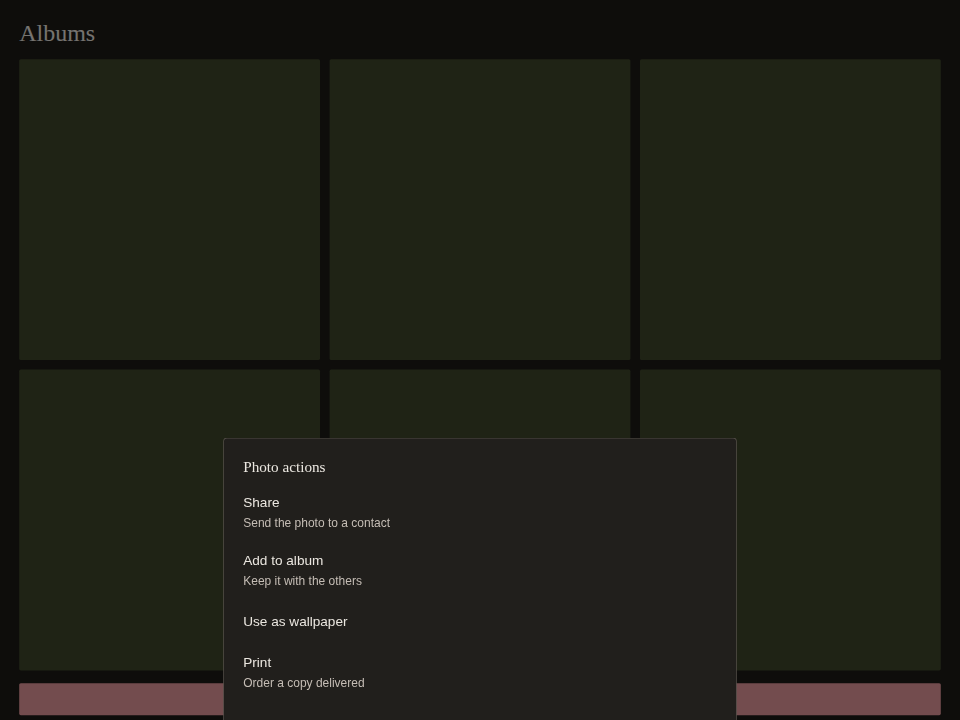 Albums
Photo actions
Share
Send the photo to a contact
Add to album
Keep it with the others
Use as wallpaper
Print
Order a copy delivered